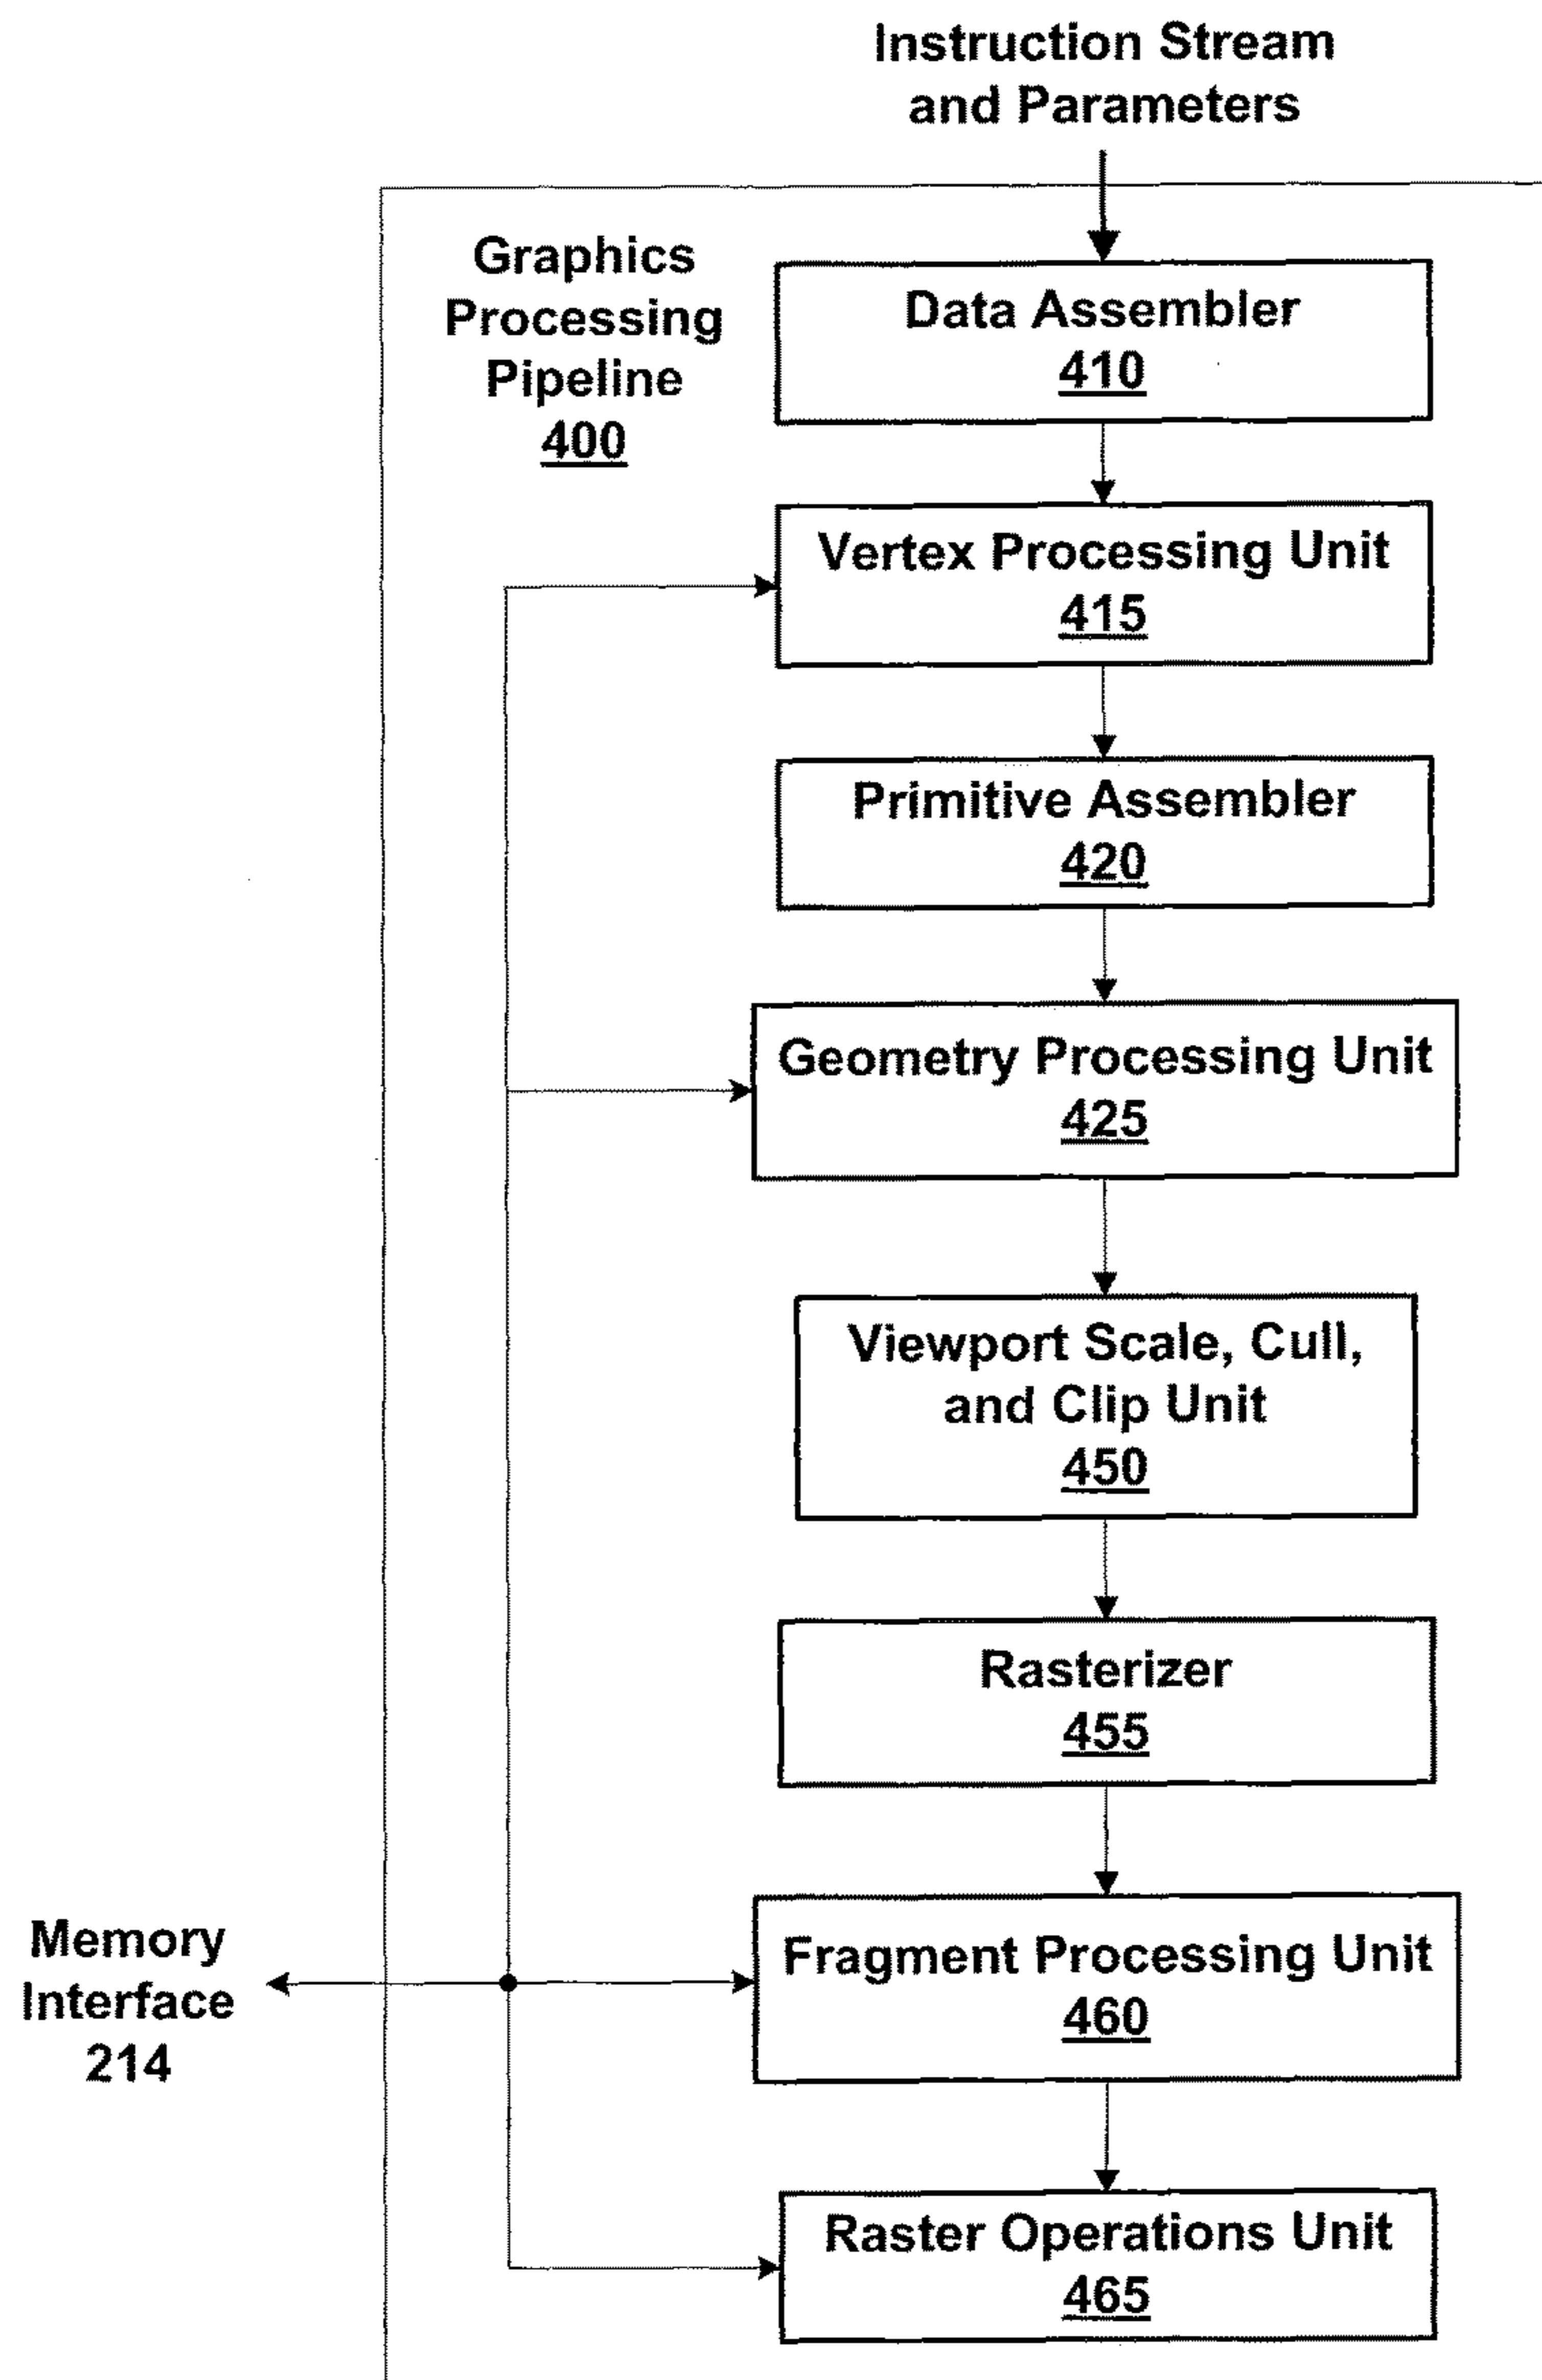 Instruction Stream
and Parameters
Graphics
Processing
Pipeline
400
Data Assembler
410
Vertex Processing Unit
415
Primitive Assembler
420
Geometry Processing Unit
425
Viewport Scale, Cull,
and Clip Unit
450
Rasterizer
455
Memory
Interface
214
Fragment Processing Unit
460
Raster Operations Unit
465